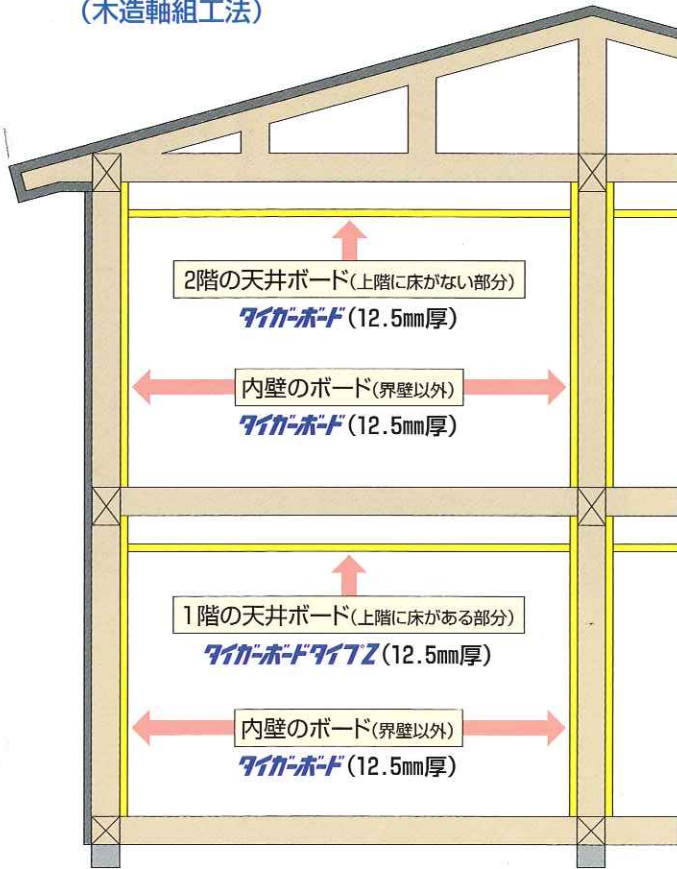 （木造軸組工法）
2階の天井ボード(上階に床がない部分)
タイガーボード(12.5mm厚)
内壁のボード(界壁以外)
タイガーボード(12.5mm厚)
1階の天井ボード(上階に床がある部分)
タイガーボードタイプZ(12.5mm厚)
内壁のボード(界壁以外)
タイガーボード(12.5mm厚)